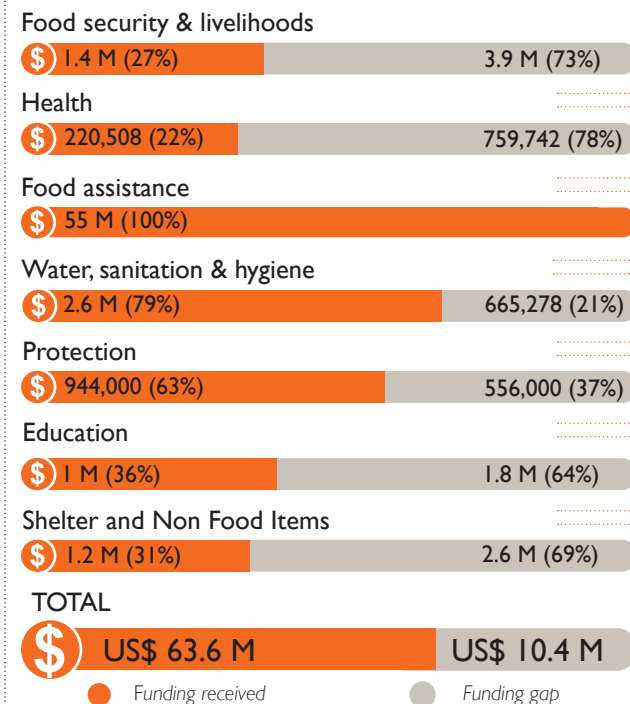 Food security & livelihoods
$ 1.4 M (27%) 3.9 M (73%)
Health
$ 220,508 (22%) 759,742 (78%)
Food assistance
$ 55 M (100%)
Water, sanitation & hygiene
$ 2.6 M (79%) 665,278 (21%)
Protection
$ 944,000 (63%) 556,000 (37%)
Education
$ 1 M (36%) 1.8 M (64%)
Shelter and Non Food Items
$ 1.2 M (31%) 2.6 M (69%)
TOTAL
$ US$ 63.6 M US$ 10.4 M
Funding received Funding gap